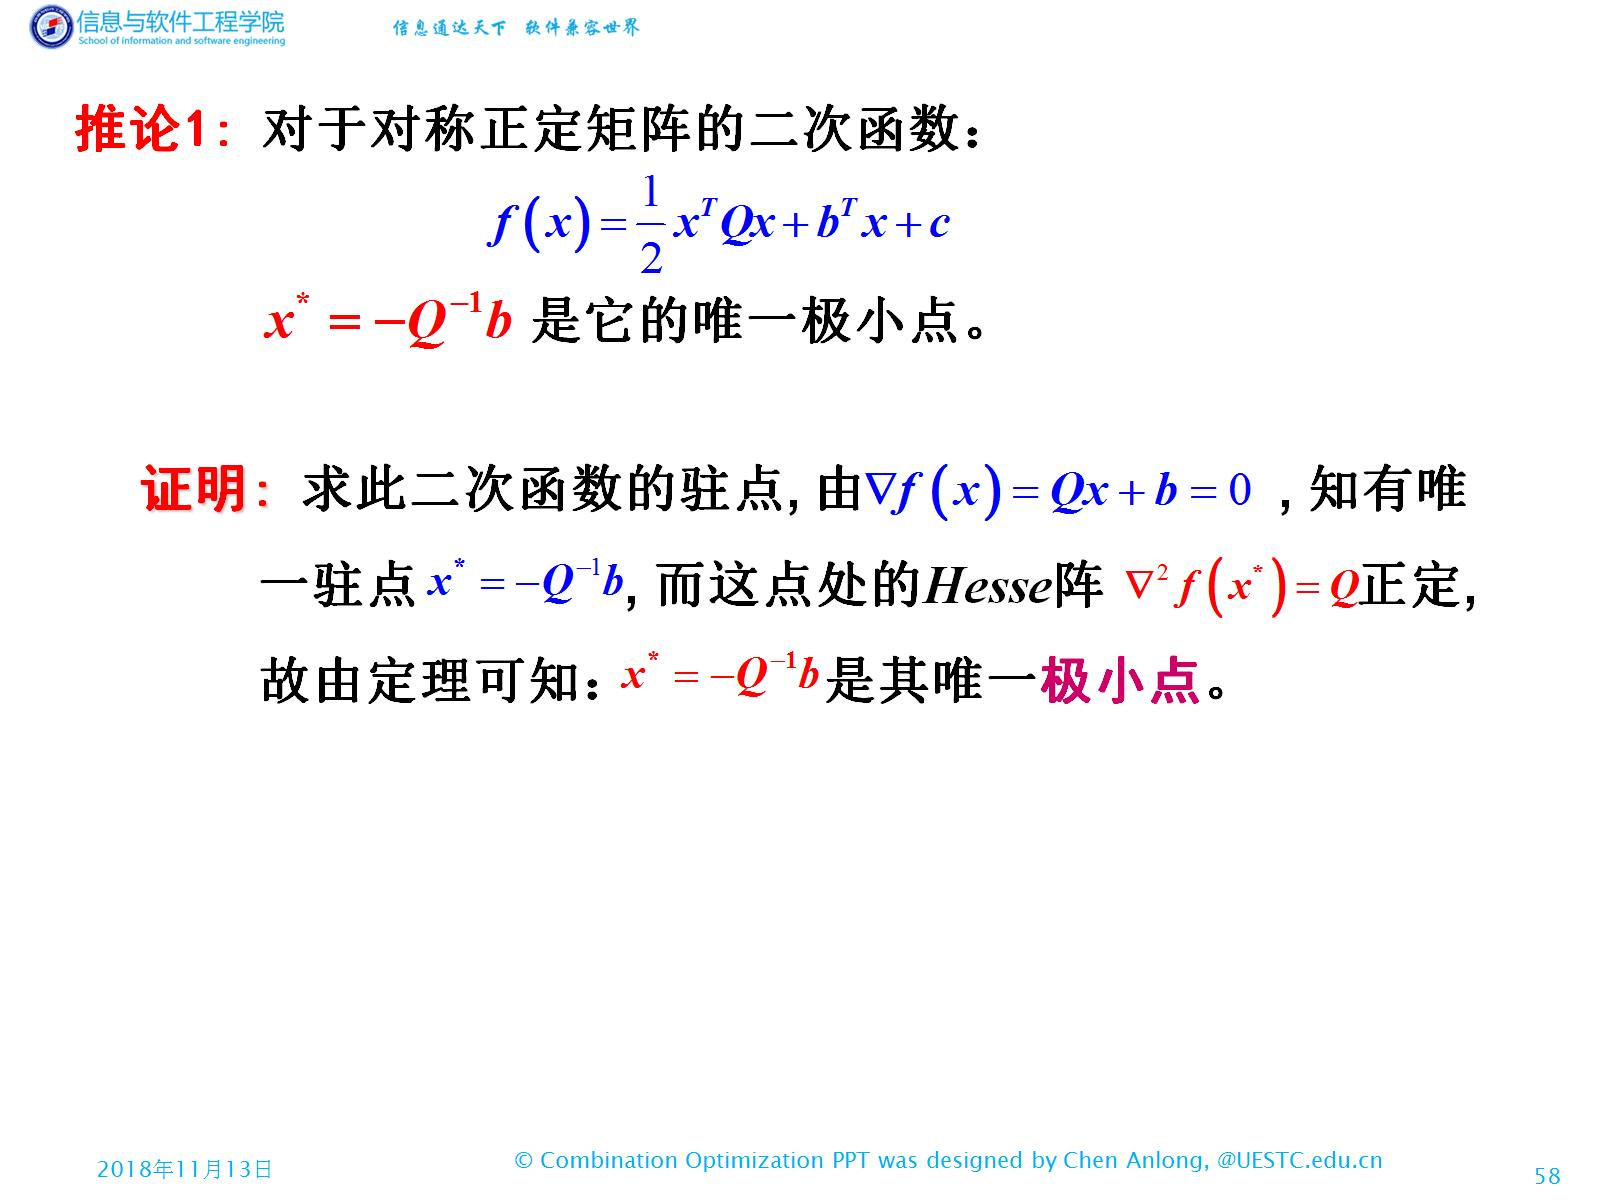 信息与软件工程学院
School of information and software engineering
信息通达天下 软件兼容世界
推论1: 对于对称正定矩阵的二次函数:
f(x) = 1/2 x^T Qx + b^T x + c
x^* = −Q^−1 b 是它的唯一极小点。
证明: 求此二次函数的驻点, 由∇f(x) = Qx + b = 0 , 知有唯
一驻点 x^* = −Q^−1 b, 而这点处的Hesse阵 ∇^2 f(x^*) = Q正定,
故由定理可知: x^* = −Q^−1 b 是其唯一极小点。
2018年11月13日
© Combination Optimization PPT was designed by Chen Anlong, @UESTC.edu.cn
58